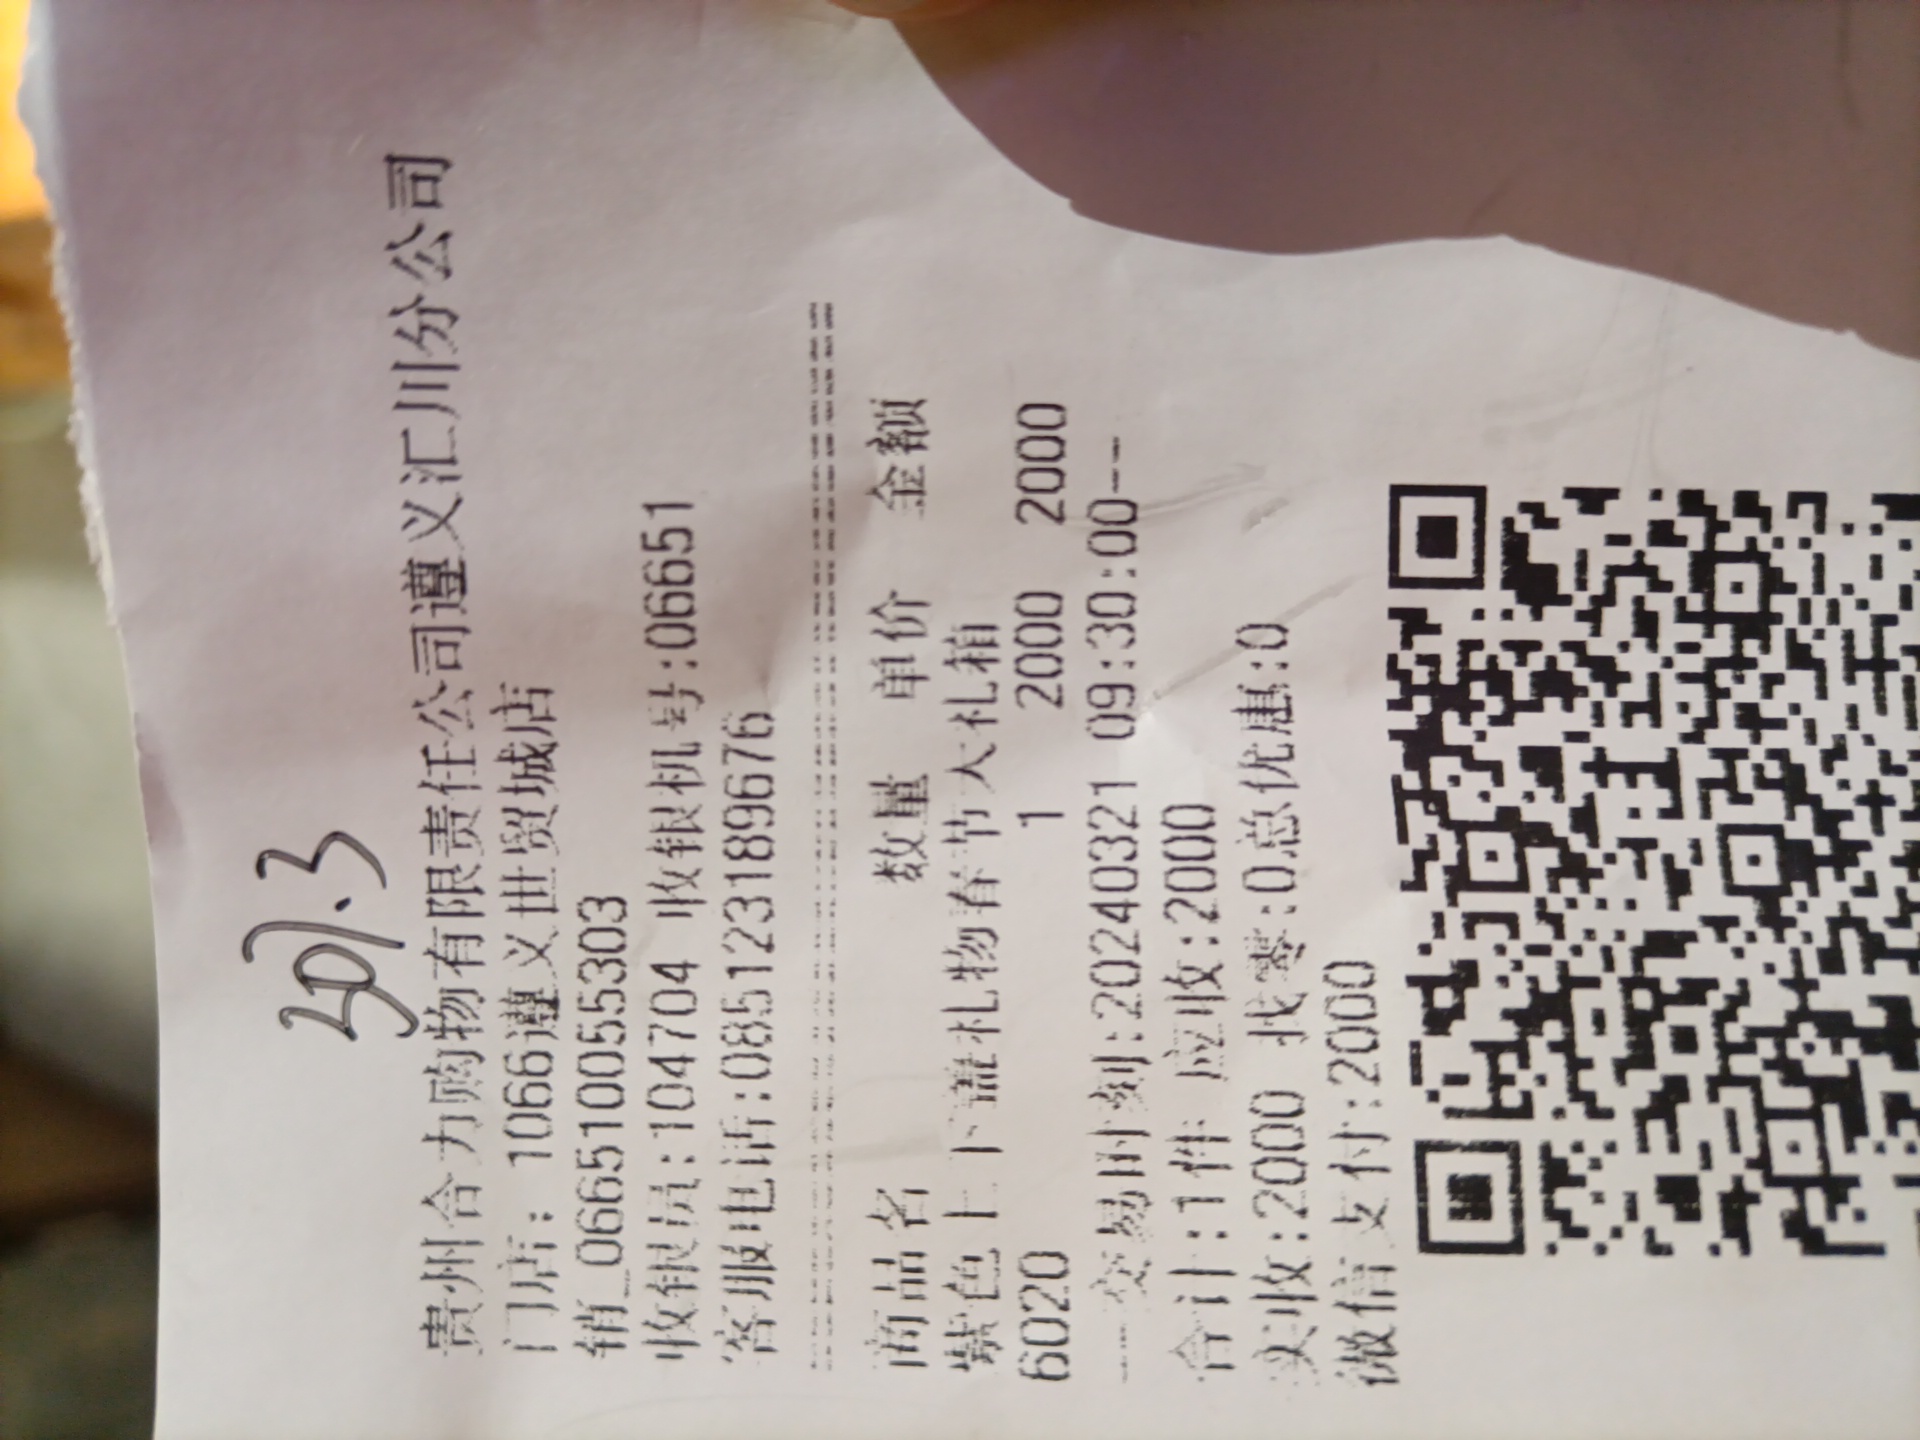 贵州合力购物有限责任公司遵义汇川分公司
门店: 1066遵义世贸城店
销_066510055303
收银员:104704 收银机号:06651
客服电话:085123189676
商品名 数量 单价 金额
紫色上下盖礼物春节大礼箱
6020 1 2000 2000
--交易时刻:20240321 09:30:00--
合计:1件 应收:2000
实收:2000 找零:0总优惠:0
微信支付:2000